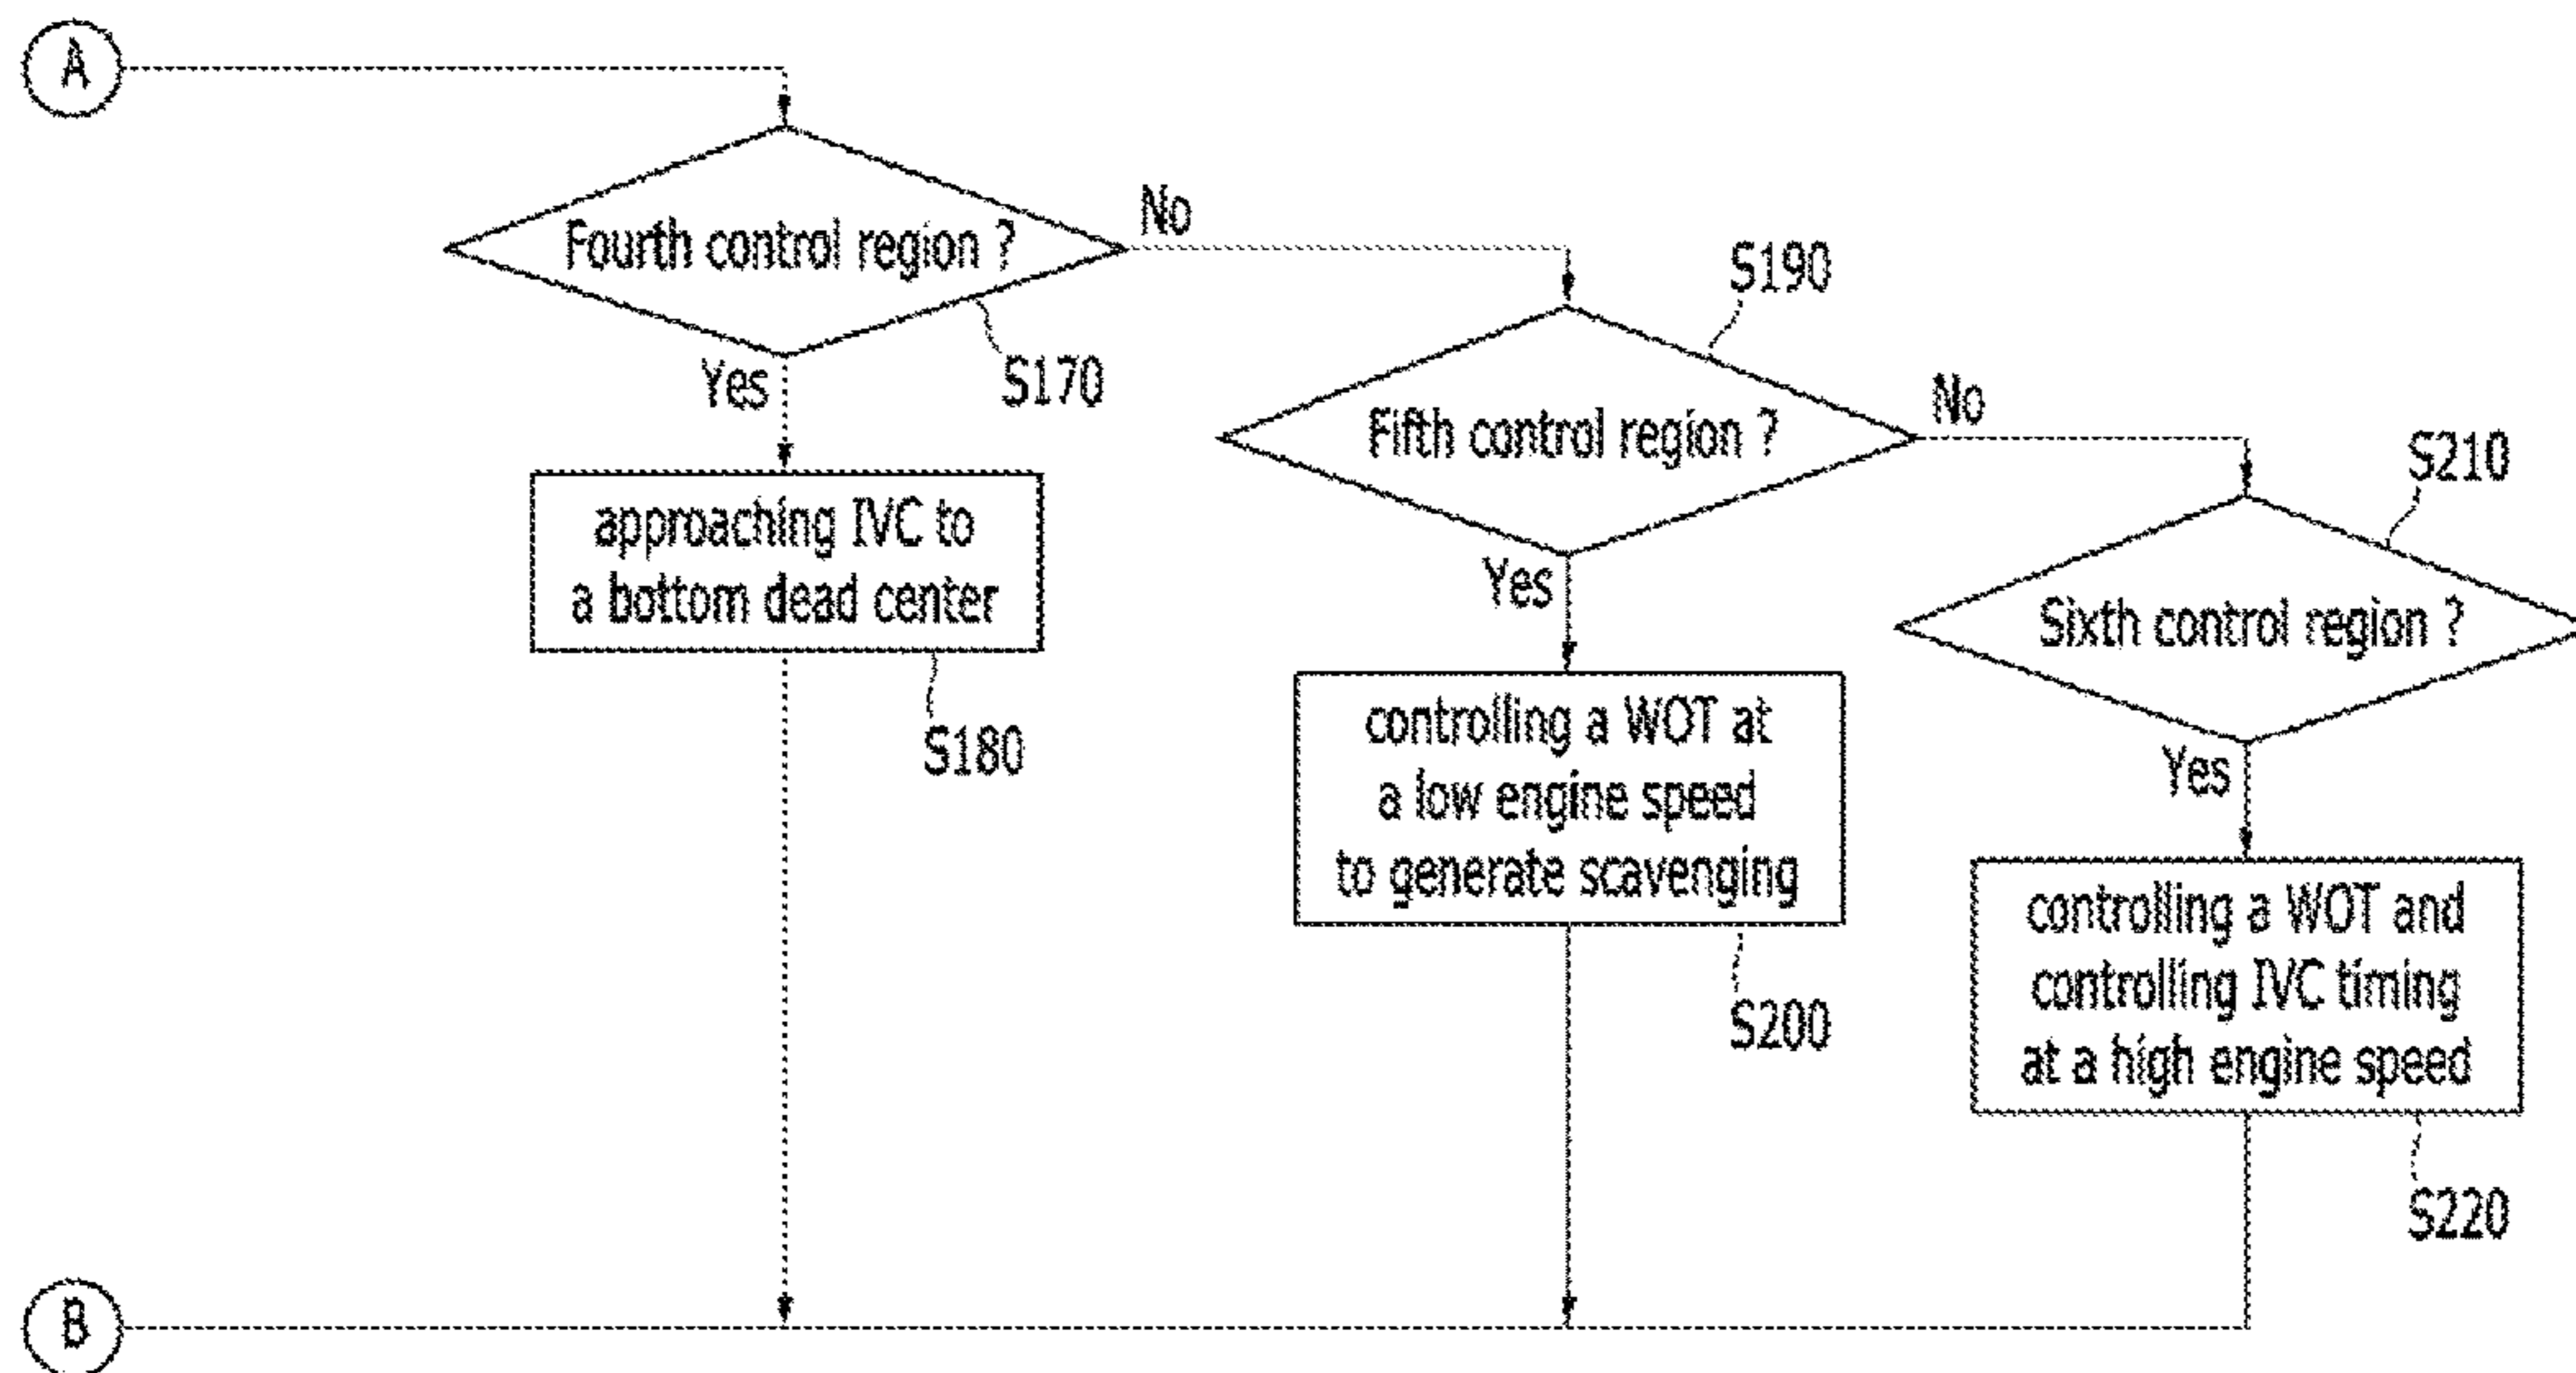 A
Fourth control region ?
No
S170
Yes
approaching IVC to
a bottom dead center
S180
S190
Fifth control region ?
No
Yes
controlling a WOT at
a low engine speed
to generate scavenging
S200
S210
Sixth control region ?
Yes
controlling a WOT and
controlling IVC timing
at a high engine speed
S220
B